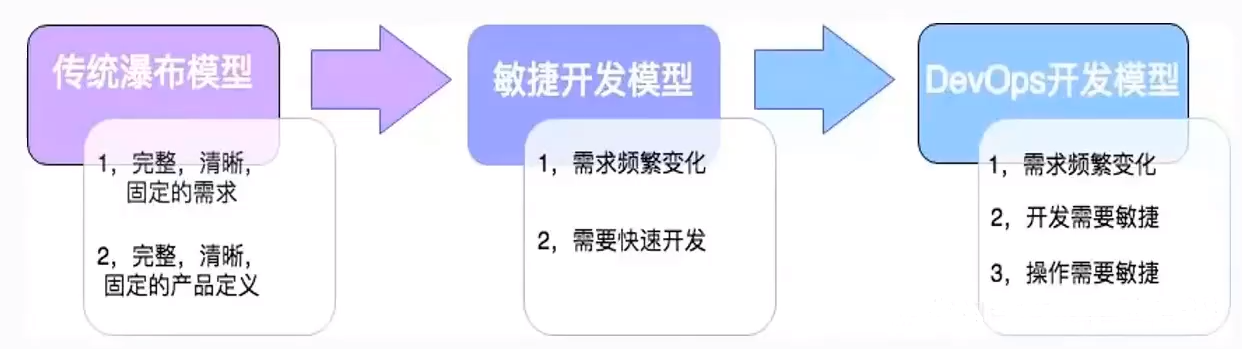 传统瀑布模型
1，完整，清晰，
固定的需求
2，完整，清晰，
固定的产品定义
敏捷开发模型
1，需求频繁变化
2，需要快速开发
DevOps开发模型
1，需求频繁变化
2，开发需要敏捷
3，操作需要敏捷